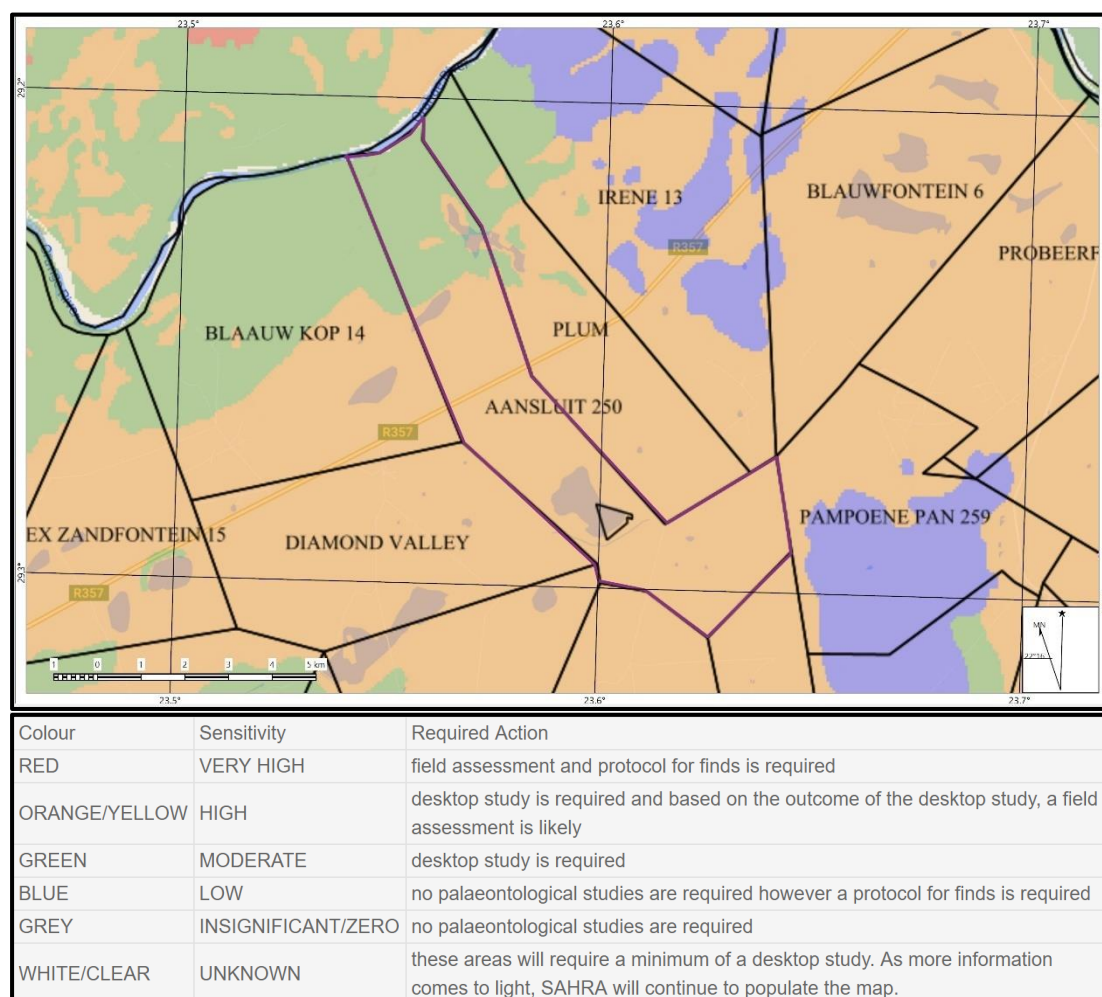 23.5° 23.6° 23.7°
29.2°
IRENE 13
BLAUWFONTEIN 6
R357
PROBEERF
BLAAUW KOP 14
PLUM
AANSLUIT 250
R357
PAMPOENE PAN 259
EX ZANDFONTEIN 15
DIAMOND VALLEY
29.3°
R357
MN
22°16
1 0 1 2 3 4 5 km
23.5° 23.6° 23.7°
Colour Sensitivity Required Action
RED VERY HIGH field assessment and protocol for finds is required
ORANGE/YELLOW HIGH desktop study is required and based on the outcome of the desktop study, a field
assessment is likely
GREEN MODERATE desktop study is required
BLUE LOW no palaeontological studies are required however a protocol for finds is required
GREY INSIGNIFICANT/ZERO no palaeontological studies are required
WHITE/CLEAR UNKNOWN these areas will require a minimum of a desktop study. As more information
comes to light, SAHRA will continue to populate the map.